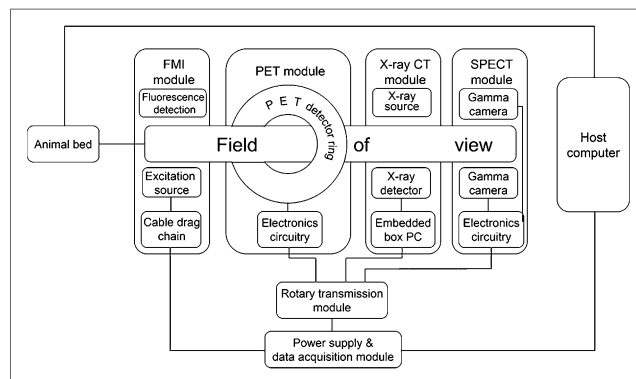 FMI
module
PET module
X-ray CT
module
SPECT
module
Fluorescence
detection
PET detector ring
X-ray
source
Gamma
camera
Host
computer
Animal bed
Field of view
Excitation
source
X-ray
detector
Gamma
camera
Cable drag
chain
Electronics
circuitry
Embedded
box PC
Electronics
circuitry
Rotary transmission
module
Power supply &
data acquisition module